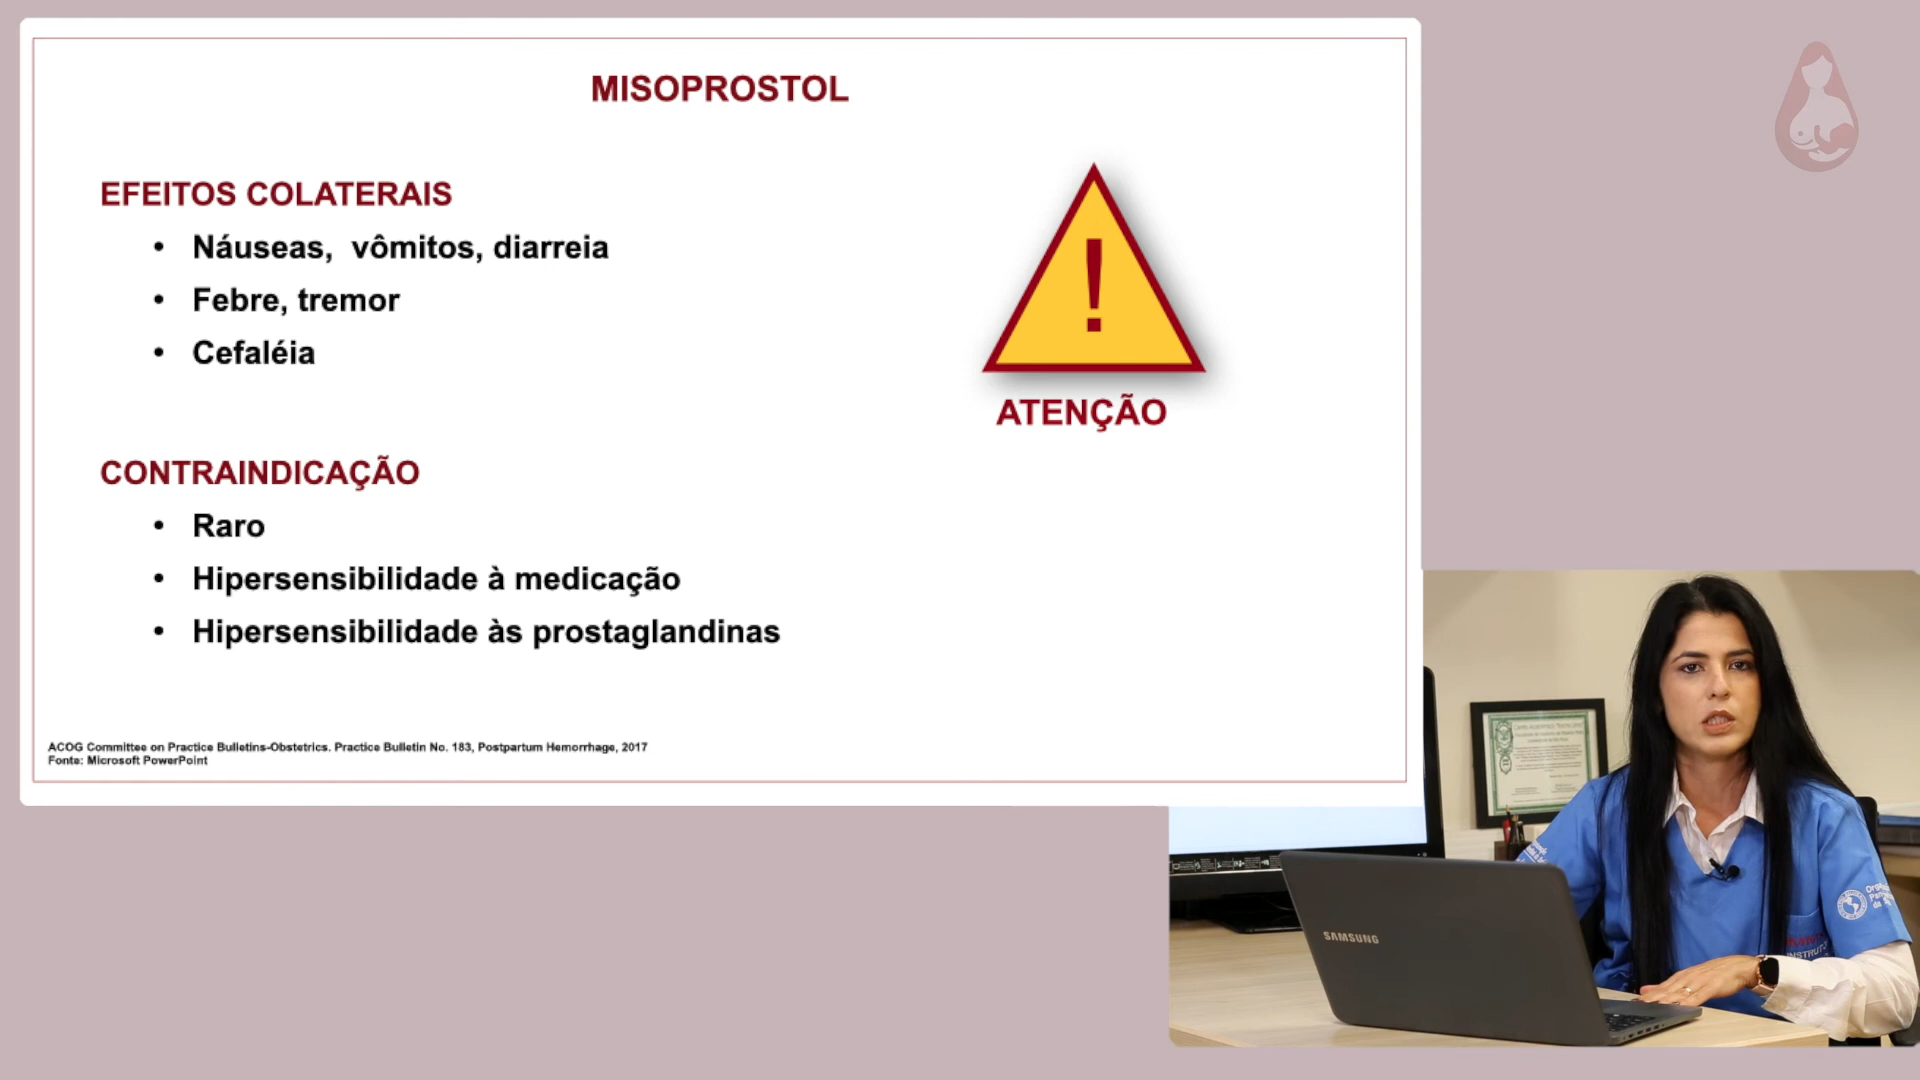 MISOPROSTOL
EFEITOS COLATERAIS
• Náuseas, vômitos, diarreia
• Febre, tremor
• Cefaléia
!
ATENÇÃO
CONTRAINDICAÇÃO
• Raro
• Hipersensibilidade à medicação
• Hipersensibilidade às prostaglandinas
ACOG Committee on Practice Bulletins-Obstetrics. Practice Bulletin No. 183, Postpartum Hemorrhage, 2017
Fonte: Microsoft PowerPoint
SAMSUNG